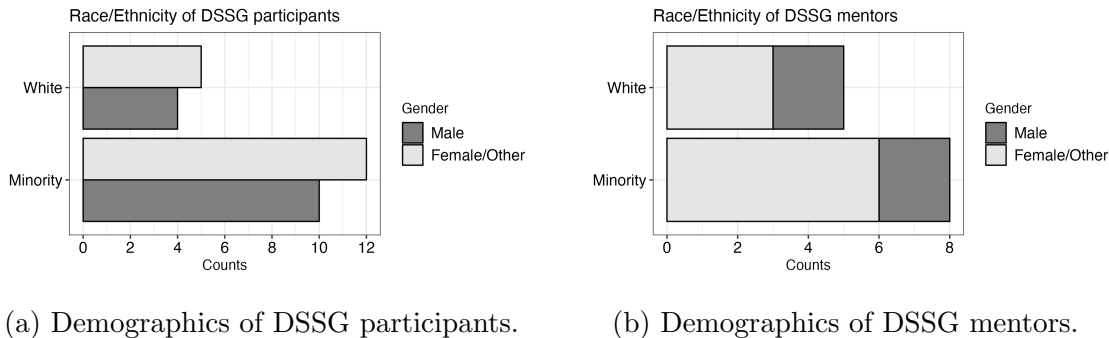 Race/Ethnicity of DSSG participants
White
Minority
0 2 4 6 8 10 12
Counts
Gender
Male
Female/Other
(a) Demographics of DSSG participants.
Race/Ethnicity of DSSG mentors
White
Minority
0 2 4 6 8
Counts
Gender
Male
Female/Other
(b) Demographics of DSSG mentors.